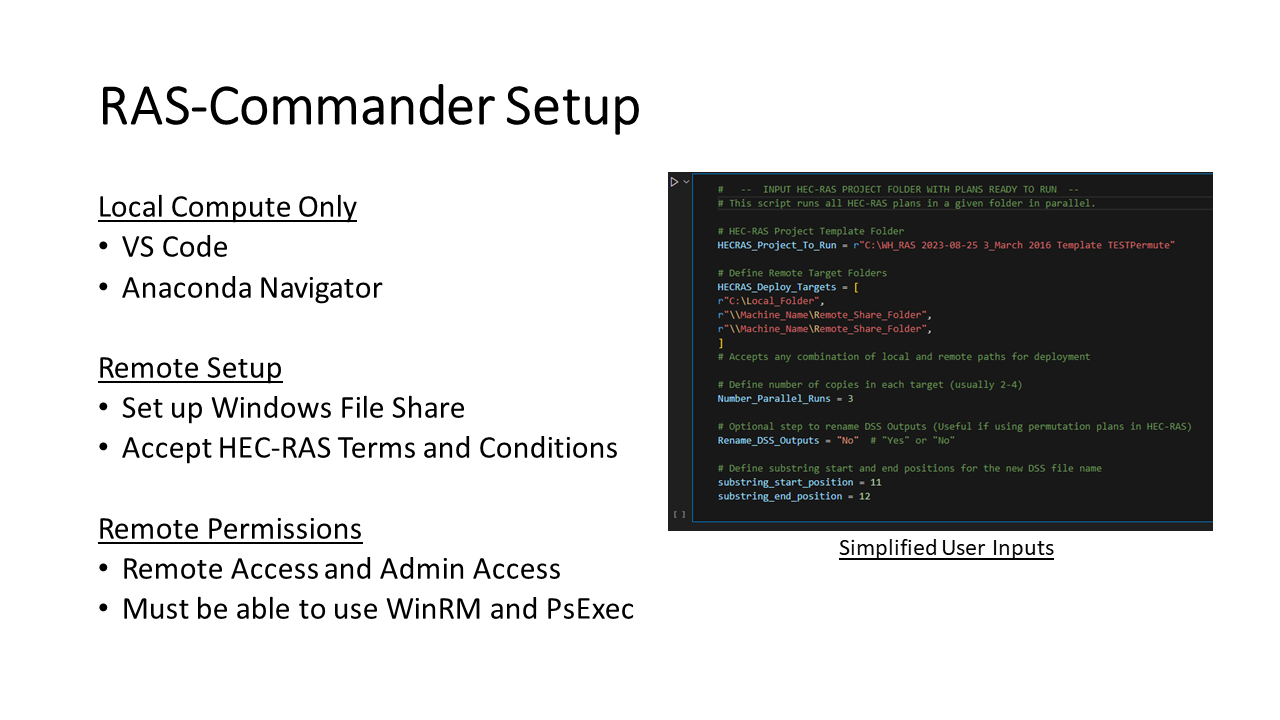 RAS-Commander Setup
Local Compute Only
• VS Code
• Anaconda Navigator
Remote Setup
• Set up Windows File Share
• Accept HEC-RAS Terms and Conditions
Remote Permissions
• Remote Access and Admin Access
• Must be able to use WinRM and PsExec
#   --  INPUT HEC-RAS PROJECT FOLDER WITH PLANS READY TO RUN  --
# This script runs all HEC-RAS plans in a given folder in parallel.
# HEC-RAS Project Template Folder
HECRAS_Project_To_Run = r"C:\WH_RAS 2023-08-25 3_March 2016 Template TESTPermute"
# Define Remote Target Folders
HECRAS_Deploy_Targets = [
r"C:\Local_Folder",
r"\\Machine_Name\Remote_Share_Folder",
r"\\Machine_Name\Remote_Share_Folder",
]
# Accepts any combination of local and remote paths for deployment
# Define number of copies in each target (usually 2-4)
Number_Parallel_Runs = 3
# Optional step to rename DSS Outputs (Useful if using permutation plans in HEC-RAS)
Rename_DSS_Outputs = "No"  # "Yes" or "No"
# Define substring start and end positions for the new DSS file name
substring_start_position = 11
substring_end_position = 12
[ ]
Simplified User Inputs